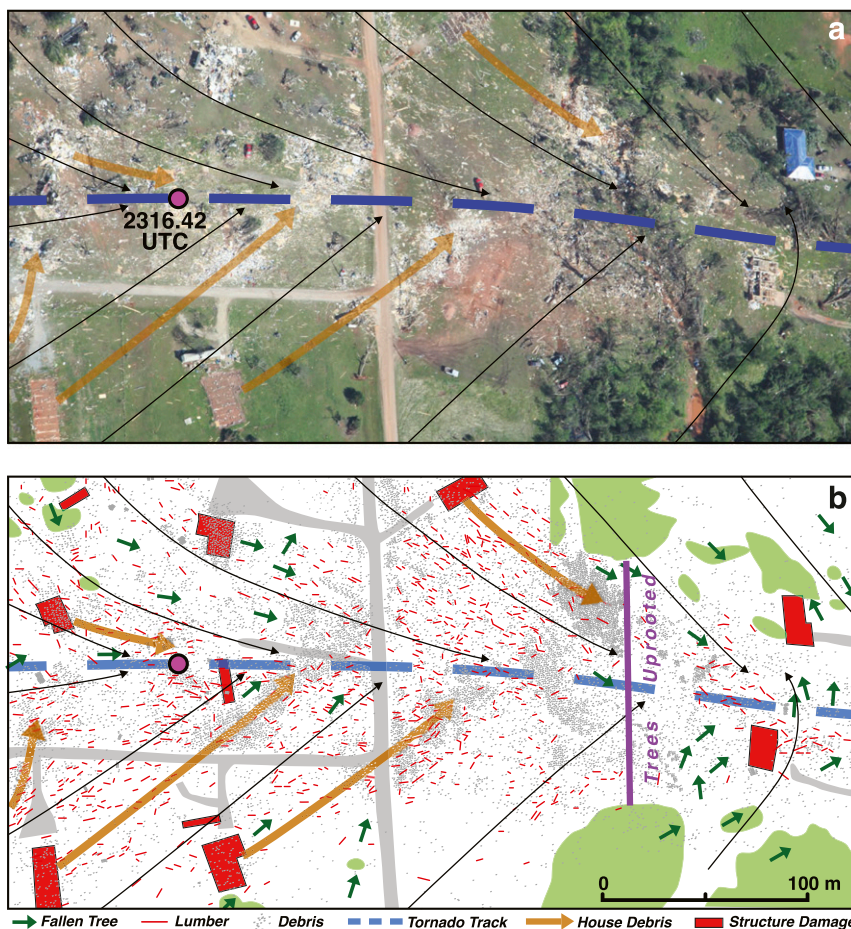 a
2316.42
UTC
b
Trees Uprooted
0 100 m
Fallen Tree Lumber Debris Tornado Track House Debris Structure Damage